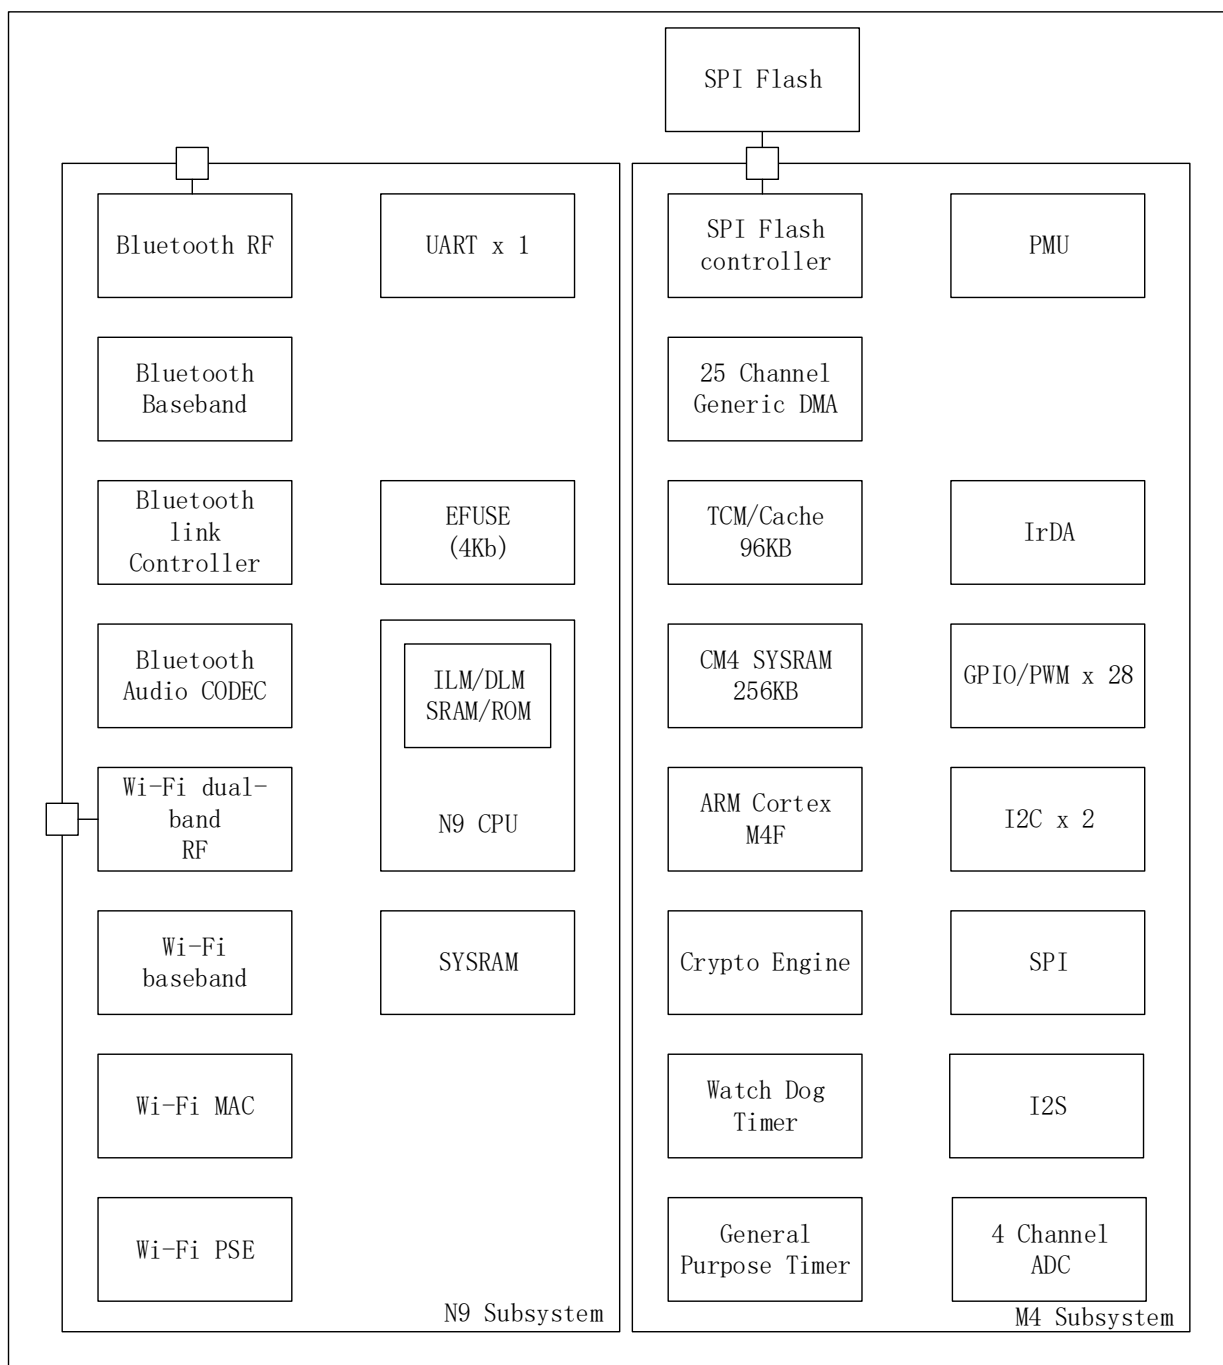 SPI Flash
Bluetooth RF
UART x 1
Bluetooth
Baseband
Bluetooth
link
Controller
EFUSE
(4Kb)
Bluetooth
Audio CODEC
ILM/DLM
SRAM/ROM
Wi-Fi dual-
band
RF
N9 CPU
Wi-Fi
baseband
SYSRAM
Wi-Fi MAC
Wi-Fi PSE
N9 Subsystem
SPI Flash
controller
PMU
25 Channel
Generic DMA
TCM/Cache
96KB
IrDA
CM4 SYSRAM
256KB
GPIO/PWM x 28
ARM Cortex
M4F
I2C x 2
Crypto Engine
SPI
Watch Dog
Timer
I2S
General
Purpose Timer
4 Channel
ADC
M4 Subsystem